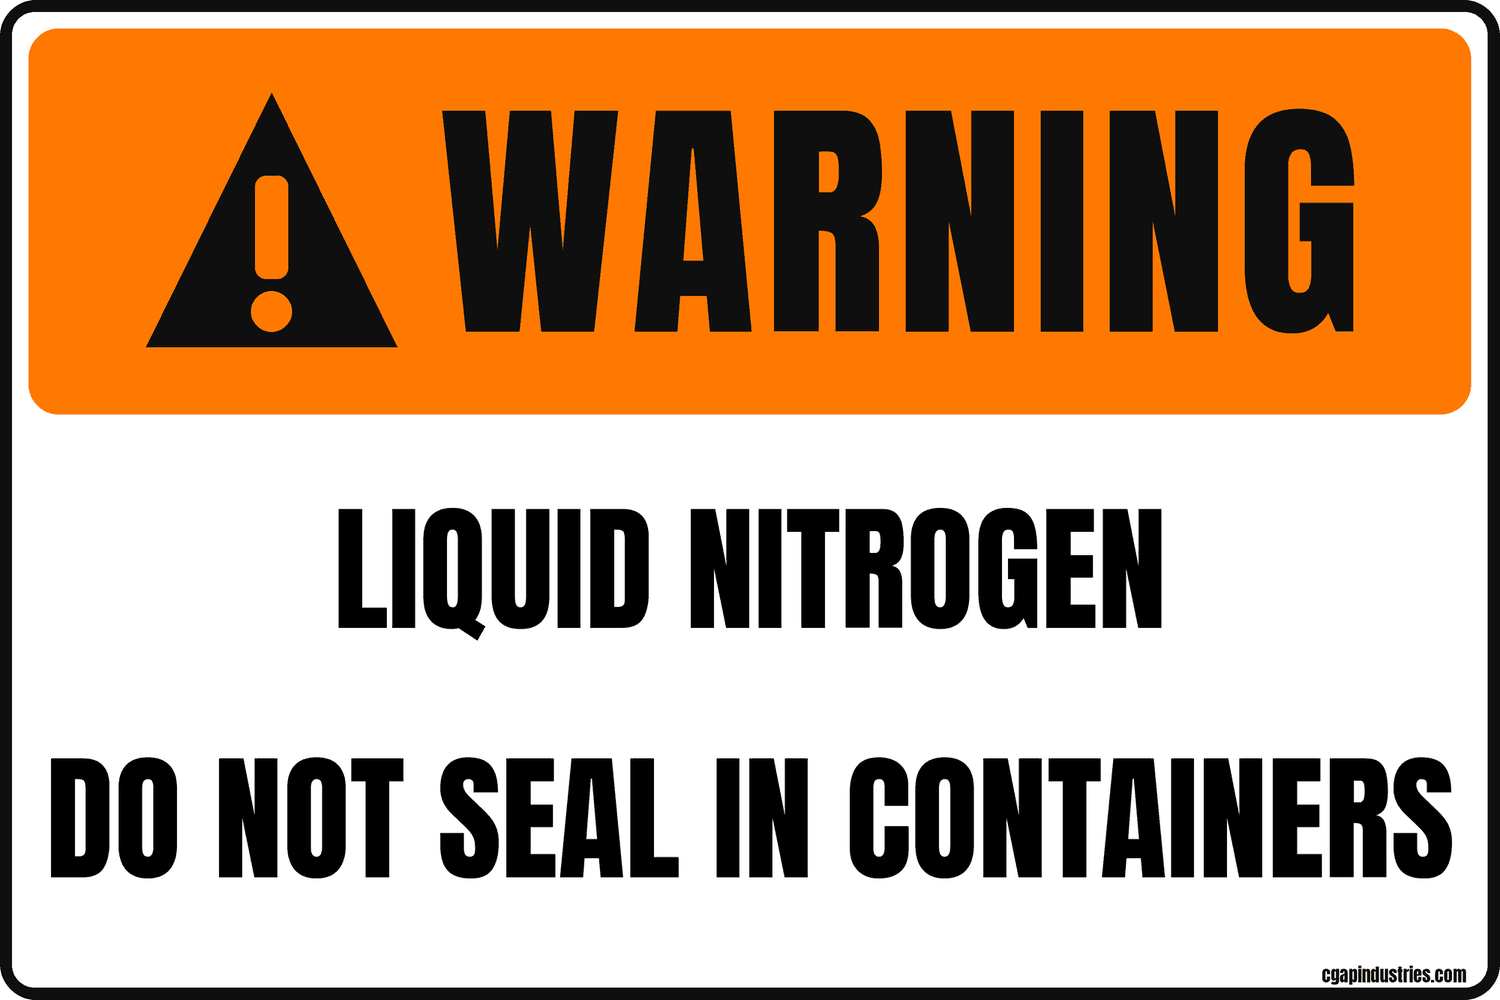 WARNING
LIQUID NITROGEN
DO NOT SEAL IN CONTAINERS
cgapindustries.com